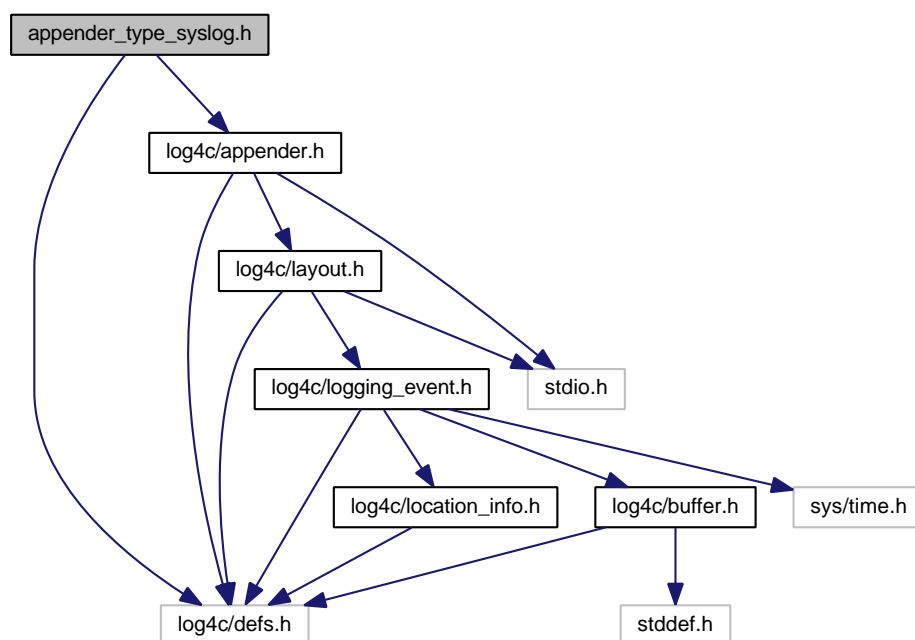 appender_type_syslog.h
log4c/appender.h
log4c/layout.h
log4c/logging_event.h
stdio.h
log4c/location_info.h
log4c/buffer.h
sys/time.h
log4c/defs.h
stddef.h